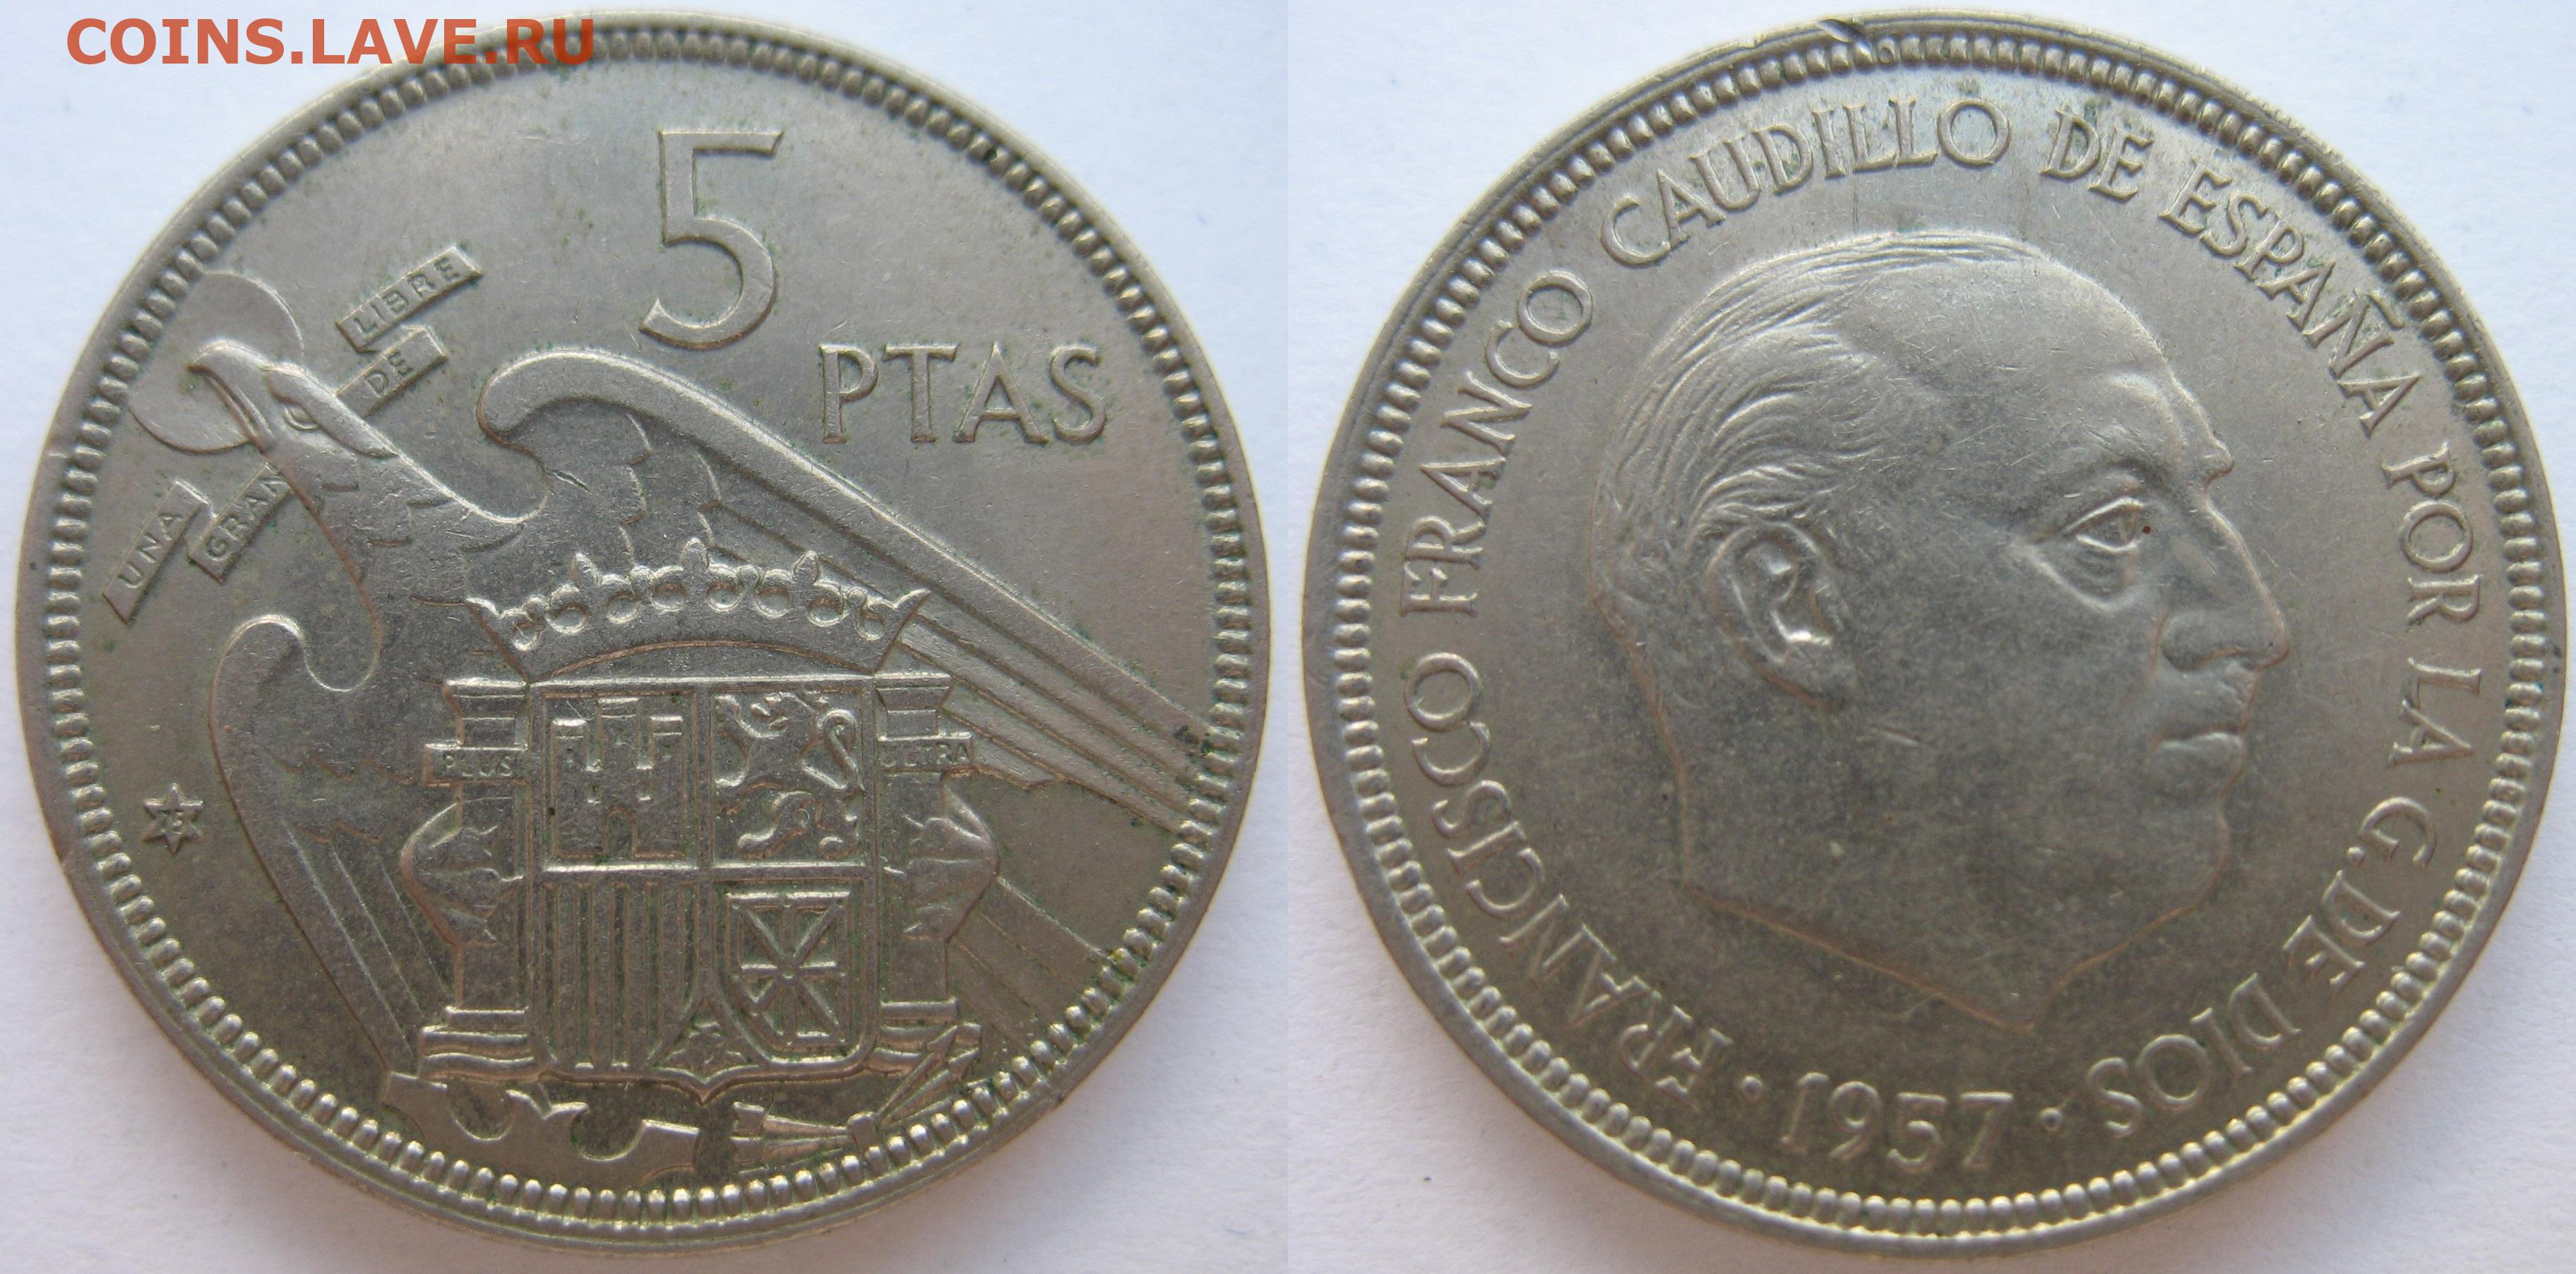 COINS.LAVE.RU
5
PTAS
UNA
GRANDE
LIBRE
PLUS
ULTRA
75
FRANCISCO FRANCO CAUDILLO DE ESPAÑA POR LA G. DE DIOS
· 1957 ·